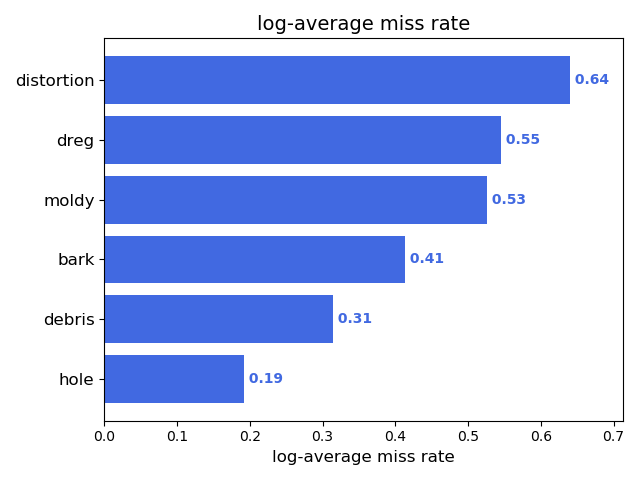 log-average miss rate
distortion 0.64
dreg 0.55
moldy 0.53
bark 0.41
debris 0.31
hole 0.19
0.0 0.1 0.2 0.3 0.4 0.5 0.6 0.7
log-average miss rate